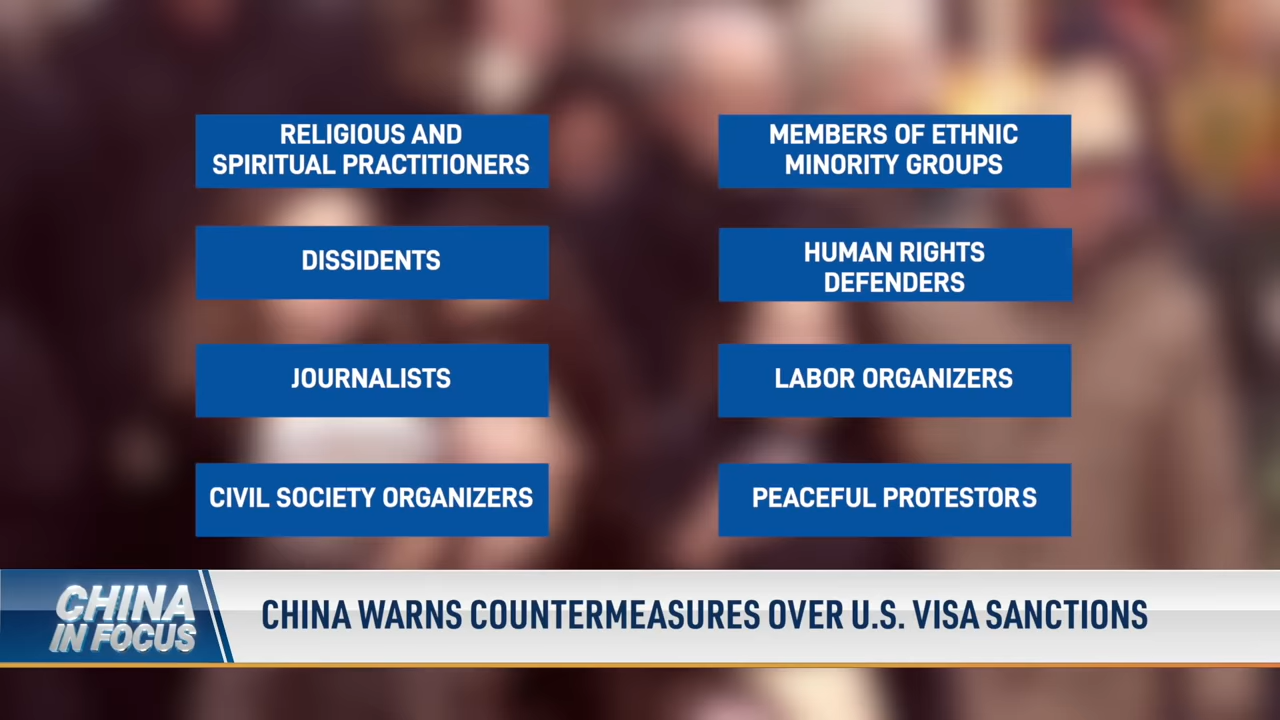 RELIGIOUS AND
SPIRITUAL PRACTITIONERS
MEMBERS OF ETHNIC
MINORITY GROUPS
DISSIDENTS
HUMAN RIGHTS
DEFENDERS
JOURNALISTS
LABOR ORGANIZERS
CIVIL SOCIETY ORGANIZERS
PEACEFUL PROTESTORS
CHINA
IN FOCUS
CHINA WARNS COUNTERMEASURES OVER U.S. VISA SANCTIONS